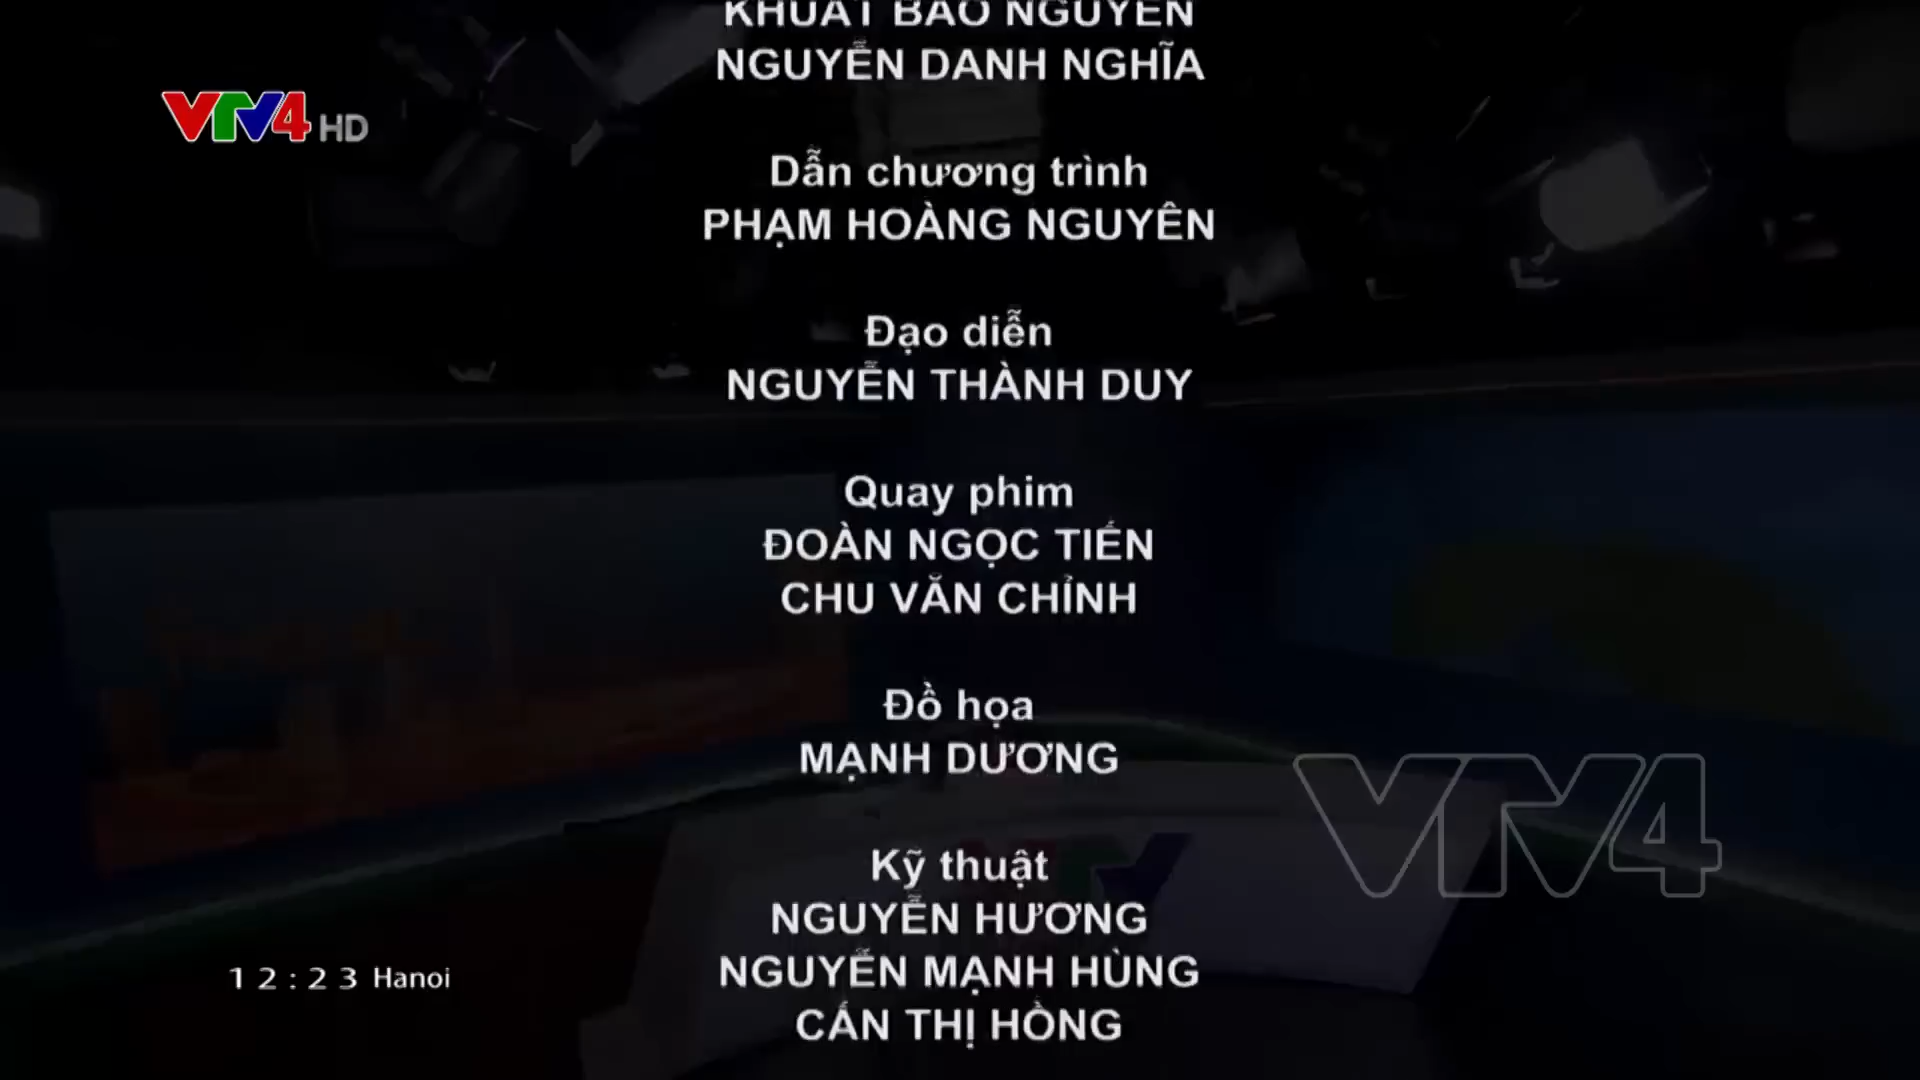 NGUYỄN DANH NGHĨA
VTV4 HD
Dẫn chương trình
PHẠM HOÀNG NGUYÊN
Đạo diễn
NGUYỄN THÀNH DUY
Quay phim
ĐOÀN NGỌC TIẾN
CHU VĂN CHỈNH
Đồ họa
MẠNH DƯƠNG
VTV4
Kỹ thuật
NGUYỄN HƯƠNG
12:23 Hanoi
NGUYỄN MẠNH HÙNG
CẤN THỊ HỒNG